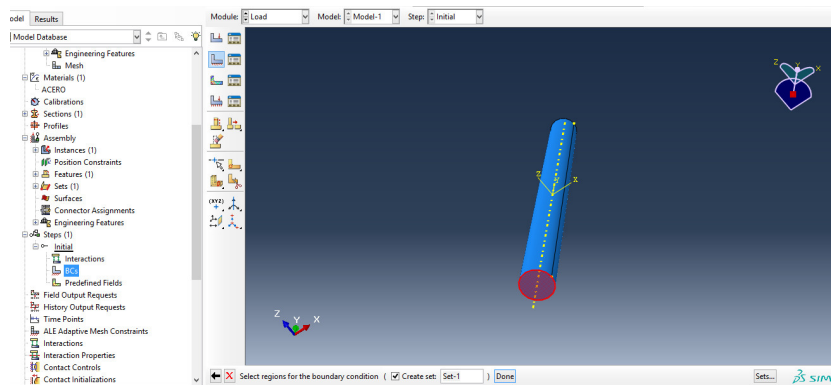 Module: Load Model: Model-1 Step: Initial
odel Results
Model Database
Engineering Features
Mesh
Materials (1)
ACERO
Calibrations
Sections (1)
Profiles
Assembly
Instances (1)
Position Constraints
Features (1)
Sets (1)
Surfaces
Connector Assignments
Engineering Features
Steps (1)
Initial
Interactions
BCs
Predefined Fields
Field Output Requests
History Output Requests
Time Points
ALE Adaptive Mesh Constraints
Interactions
Interaction Properties
Contact Controls
Contact Initializations
(XYZ)
Z Y X
Z Y X
Z X
Select regions for the boundary condition ( Create set: Set-1 ) Done
Sets...
SIM